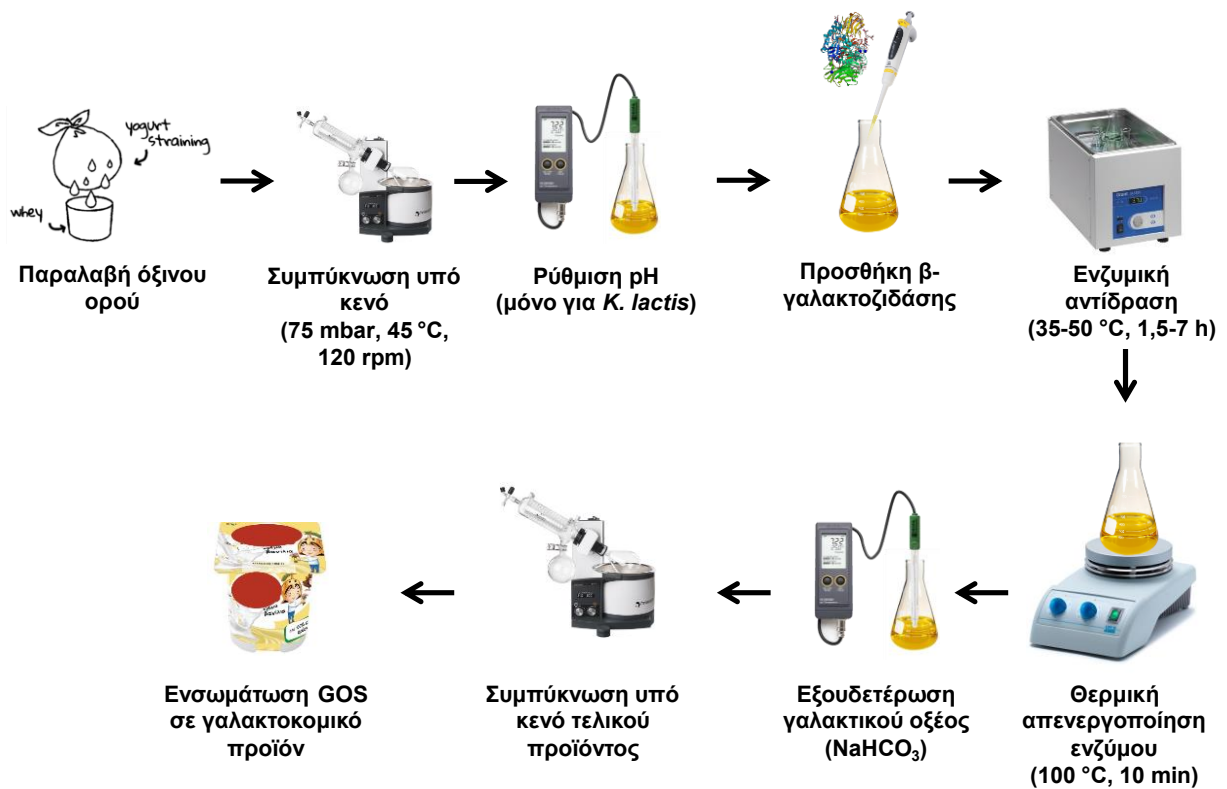 yogurt
straining
whey
Παραλαβή όξινου
ορού
Συμπύκνωση υπό
κενό
(75 mbar, 45 °C,
120 rpm)
Ρύθμιση pH
(μόνο για K. lactis)
Προσθήκη β-
γαλακτοζιδάσης
Ενζυμική
αντίδραση
(35-50 °C, 1,5-7 h)
Ενσωμάτωση GOS
σε γαλακτοκομικό
προϊόν
Συμπύκνωση υπό
κενό τελικού
προϊόντος
Εξουδετέρωση
γαλακτικού οξέος
(NaHCO3)
Θερμική
απενεργοποίηση
ενζύμου
(100 °C, 10 min)